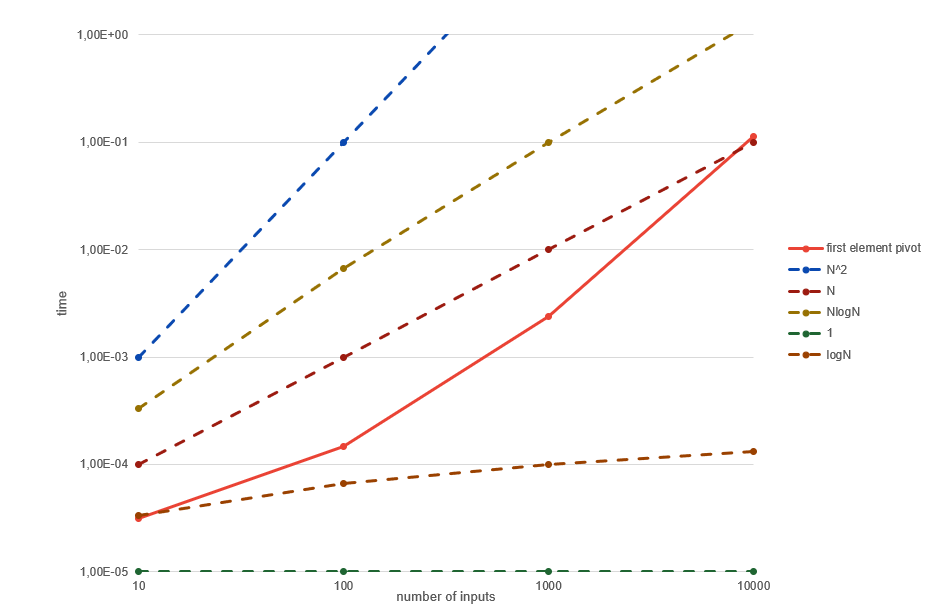 1,00E+00
1,00E-01
1,00E-02
1,00E-03
1,00E-04
1,00E-05
time
10
100
1000
10000
number of inputs
first element pivot
N^2
N
NlogN
1
logN